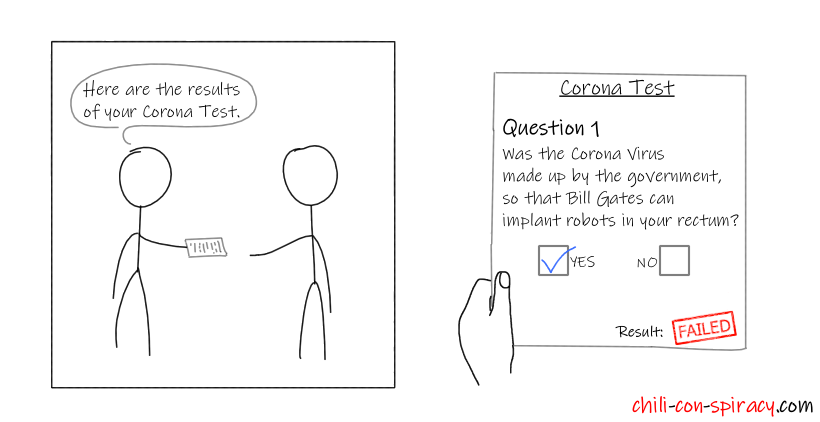 Here are the results
of your Corona Test.
Corona Test
Question 1
Was the Corona Virus
made up by the government,
so that Bill Gates can
implant robots in your rectum?
YES NO
Result: FAILED
chili-con-spiracy.com